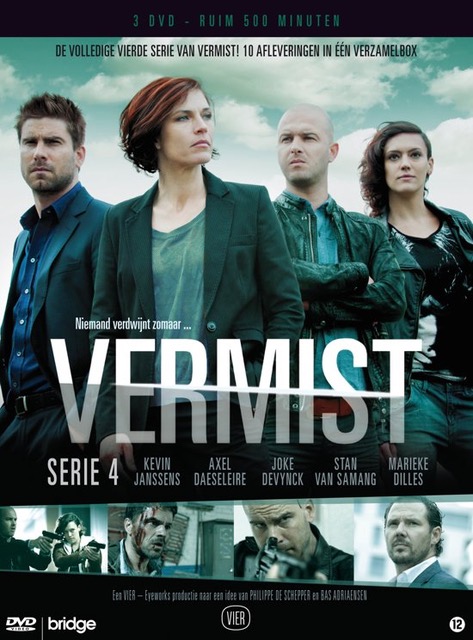 3 DVD - RUIM 500 MINUTEN
DE VOLLEDIGE VIERDE SERIE VAN VERMIST! 10 AFLEVERINGEN IN ÉÉN VERZAMELBOX
Niemand verdwijnt zomaar ...
VERMIST
SERIE 4
KEVIN JANSSENS
AXEL DAESELEIRE
JOKE DEVYNCK
STAN VAN SAMANG
MARIEKE DILLES
Een VIER – Eyeworks productie naar een idee van PHILIPPE DE SCHEPPER en BAS ADRIAENSEN
DVD
VIDEO
bridge
VIER
12